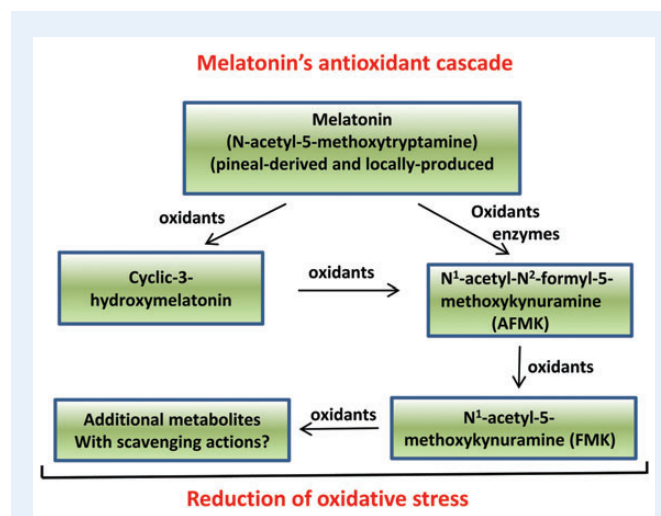 Melatonin's antioxidant cascade
Melatonin
(N-acetyl-5-methoxytryptamine)
(pineal-derived and locally-produced
oxidants
Oxidants
enzymes
Cyclic-3-
hydroxymelatonin
oxidants
N¹-acetyl-N²-formyl-5-
methoxykynuramine
(AFMK)
oxidants
Additional metabolites
With scavenging actions?
oxidants
N¹-acetyl-5-
methoxykynuramine (FMK)
Reduction of oxidative stress